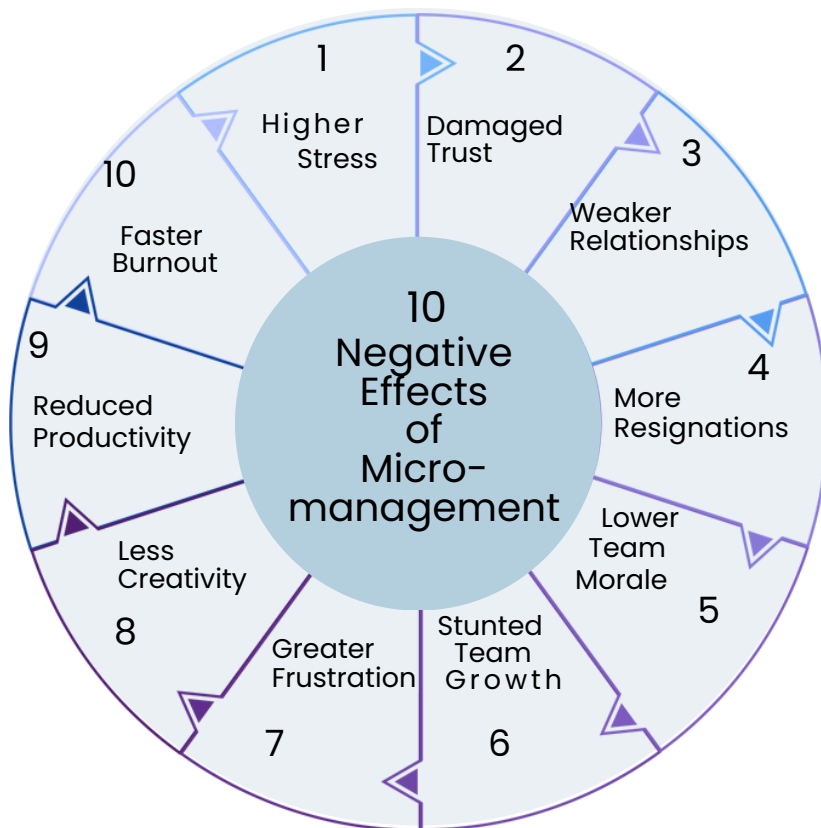 10
Negative
Effects
of
Micro-
management
1
Higher
Stress
2
Damaged
Trust
3
Weaker
Relationships
4
More
Resignations
Lower
Team
Morale
5
Stunted
Team
Growth
6
Greater
Frustration
7
Less
Creativity
8
9
Reduced
Productivity
10
Faster
Burnout